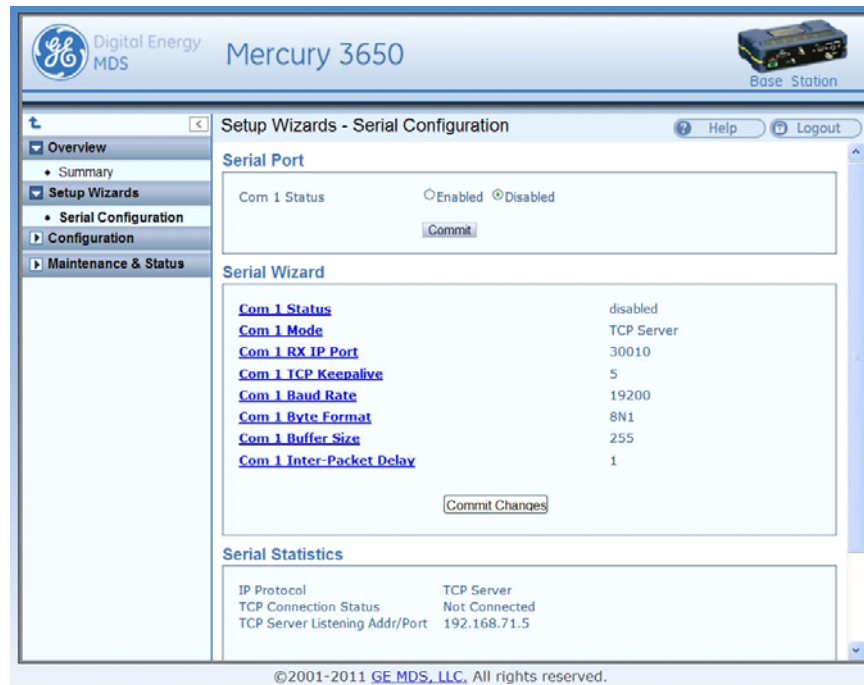 GE Digital Energy
MDS
Mercury 3650
Base Station
Setup Wizards - Serial Configuration
Help
Logout
Overview
Summary
Setup Wizards
Serial Configuration
Configuration
Maintenance & Status
Serial Port
Com 1 Status Enabled Disabled
Commit
Serial Wizard
Com 1 Status disabled
Com 1 Mode TCP Server
Com 1 RX IP Port 30010
Com 1 TCP Keepalive 5
Com 1 Baud Rate 19200
Com 1 Byte Format 8N1
Com 1 Buffer Size 255
Com 1 Inter-Packet Delay 1
Commit Changes
Serial Statistics
IP Protocol TCP Server
TCP Connection Status Not Connected
TCP Server Listening Addr/Port 192.168.71.5
©2001-2011 GE MDS, LLC. All rights reserved.